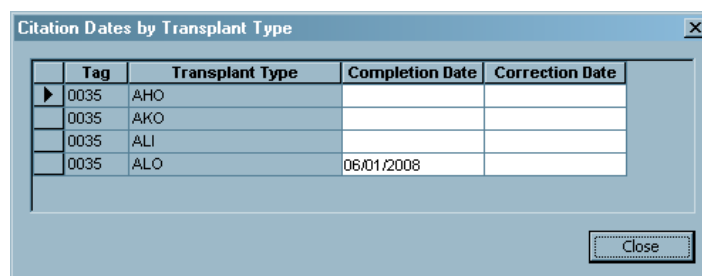 Citation Dates by Transplant Type
Tag Transplant Type Completion Date Correction Date
0035 AHO
0035 AKO
0035 ALI
0035 ALO 06/01/2008
Close